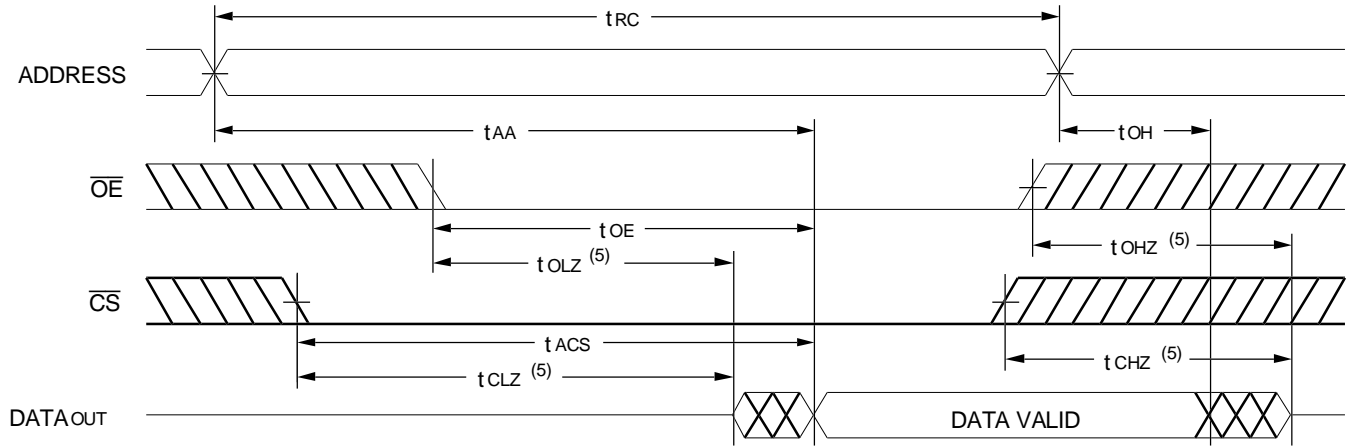 tRC
ADDRESS
tAA
tOH
OE
tOE
tOLZ (5)
tOHZ (5)
CS
tACS
tCLZ (5)
tCHZ (5)
DATAOUT
DATA VALID